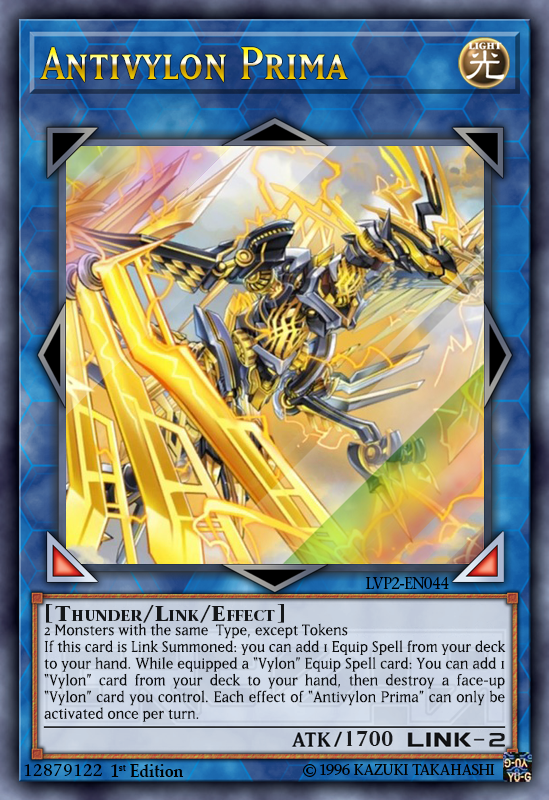 ANTIVYLON PRIMA
LIGHT
光
LVP2-EN044
[THUNDER/LINK/EFFECT]
2 Monsters with the same Type, except Tokens
If this card is Link Summoned: you can add 1 Equip Spell from your deck
to your hand. While equipped a "Vylon" Equip Spell card: You can add 1
"Vylon" card from your deck to your hand, then destroy a face-up
"Vylon" card you control. Each effect of "Antivylon Prima" can only be
activated once per turn.
ATK/1700 LINK-2
12879122 1st Edition © 1996 KAZUKI TAKAHASHI